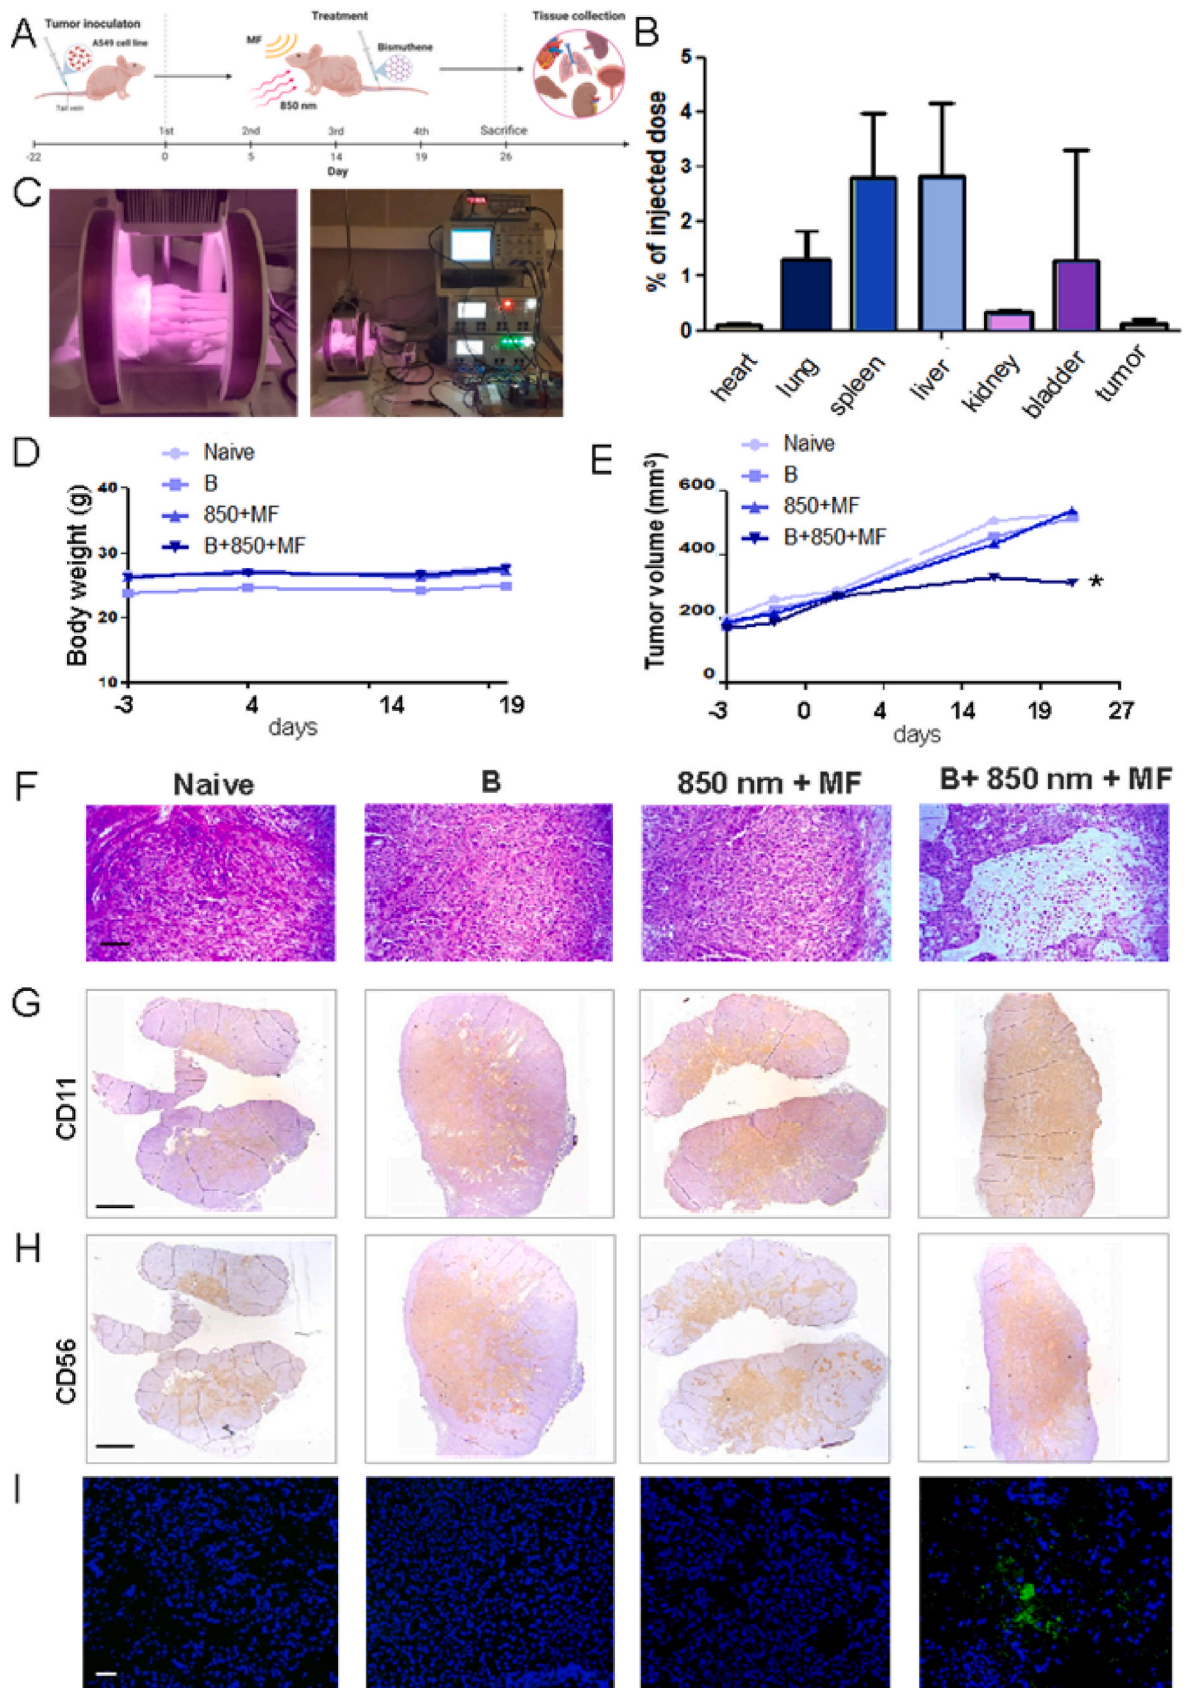 A
Tumor inoculaton
A549 cell line
Tail vein
Treatment
MF
Bismuthene
850 nm
Tissue collection
1st
2nd
3rd
4th
Sacrifice
-22
0
5
14
19
26
Day
B
% of injected dose
5
4
3
2
1
0
heart
lung
spleen
liver
kidney
bladder
tumor
C
D
Naive
B
850+MF
B+850+MF
Body weight (g)
40
30
20
10
-3
4
14
19
days
E
Naive
B
850+MF
B+850+MF
Tumor volume (mm³)
600
400
200
0
*
-3
0
4
14
19
27
days
F
Naive
B
850 nm + MF
B+ 850 nm + MF
G
CD11
H
CD56
I